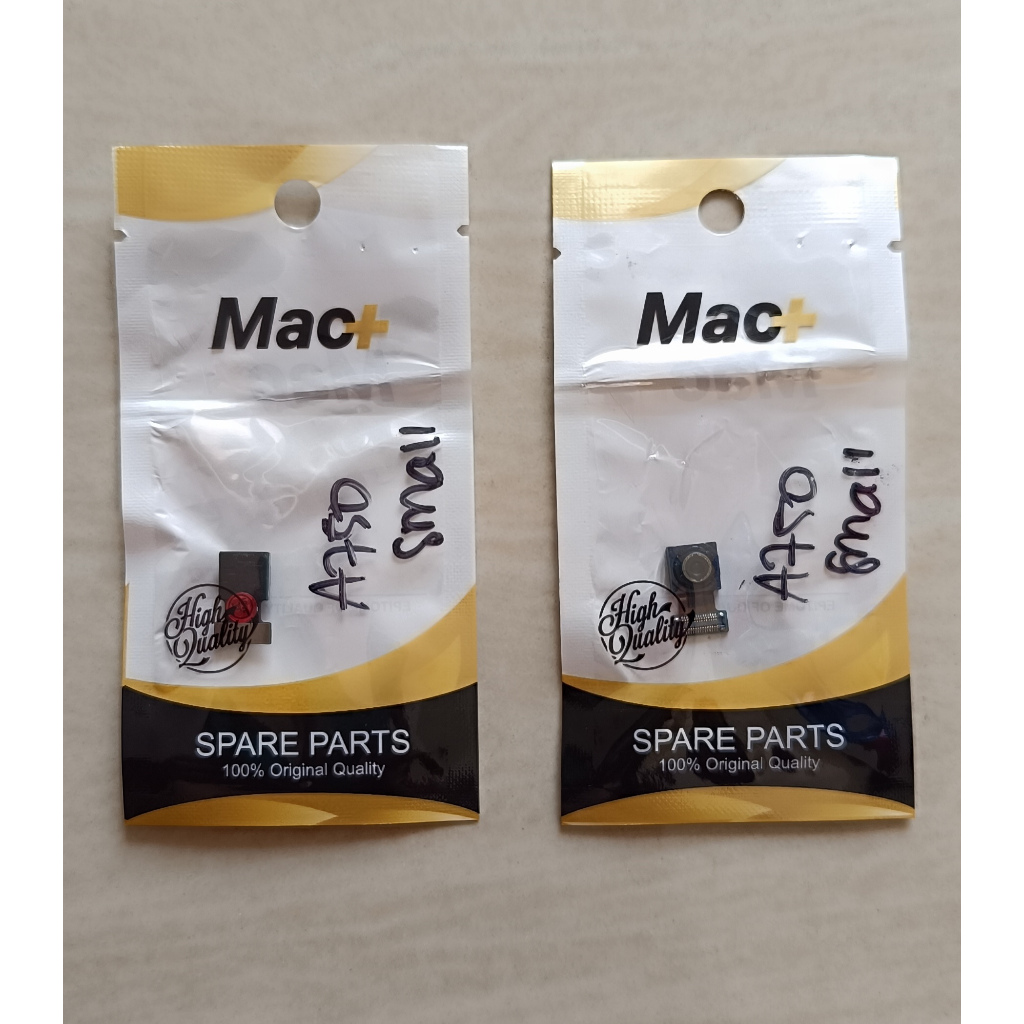 Mac+
A750
small
High
Quality
SPARE PARTS
100% Original Quality
Mac+
A750
small
High
Quality
SPARE PARTS
100% Original Quality